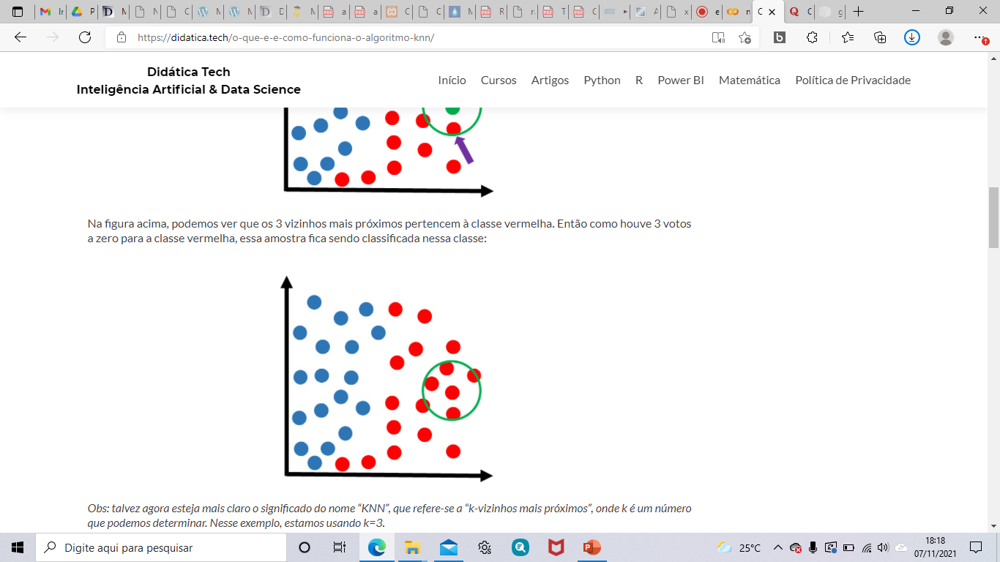 https://didatica.tech/o-que-e-e-como-funciona-o-algoritmo-knn/
Didática Tech
Inteligência Artificial & Data Science
Início Cursos Artigos Python R Power BI Matemática Política de Privacidade
Na figura acima, podemos ver que os 3 vizinhos mais próximos pertencem à classe vermelha. Então como houve 3 votos
a zero para a classe vermelha, essa amostra fica sendo classificada nessa classe:
Obs: talvez agora esteja mais claro o significado do nome “KNN”, que refere-se a “k-vizinhos mais próximos”, onde k é um número
que podemos determinar. Nesse exemplo, estamos usando k=3.
Digite aqui para pesquisar
25°C
18:18
07/11/2021